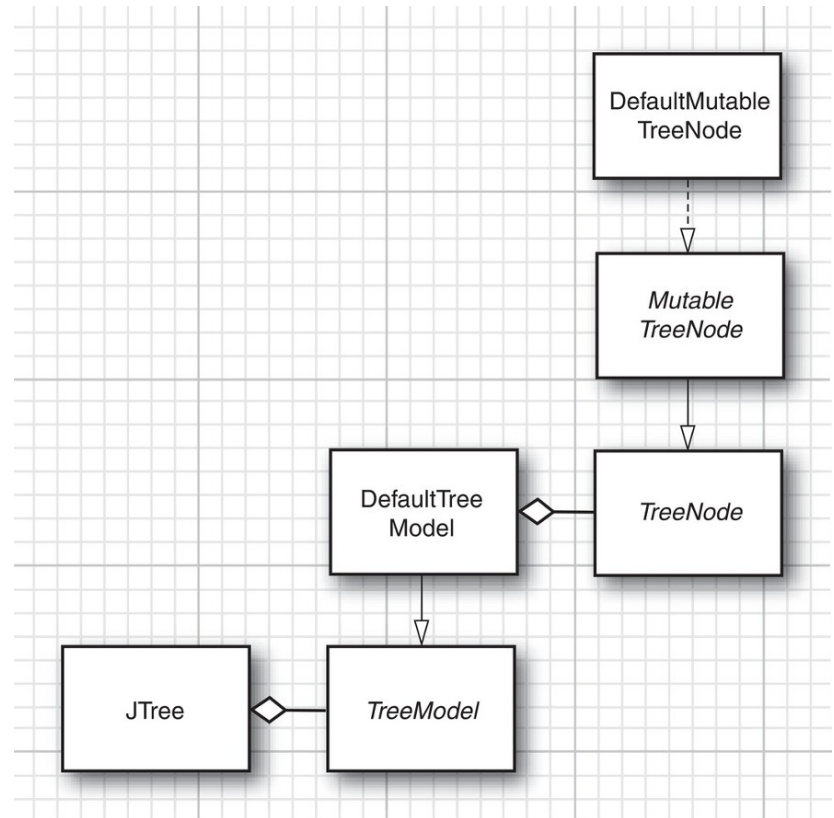 DefaultMutable
TreeNode
Mutable
TreeNode
DefaultTree
Model
TreeNode
JTree
TreeModel